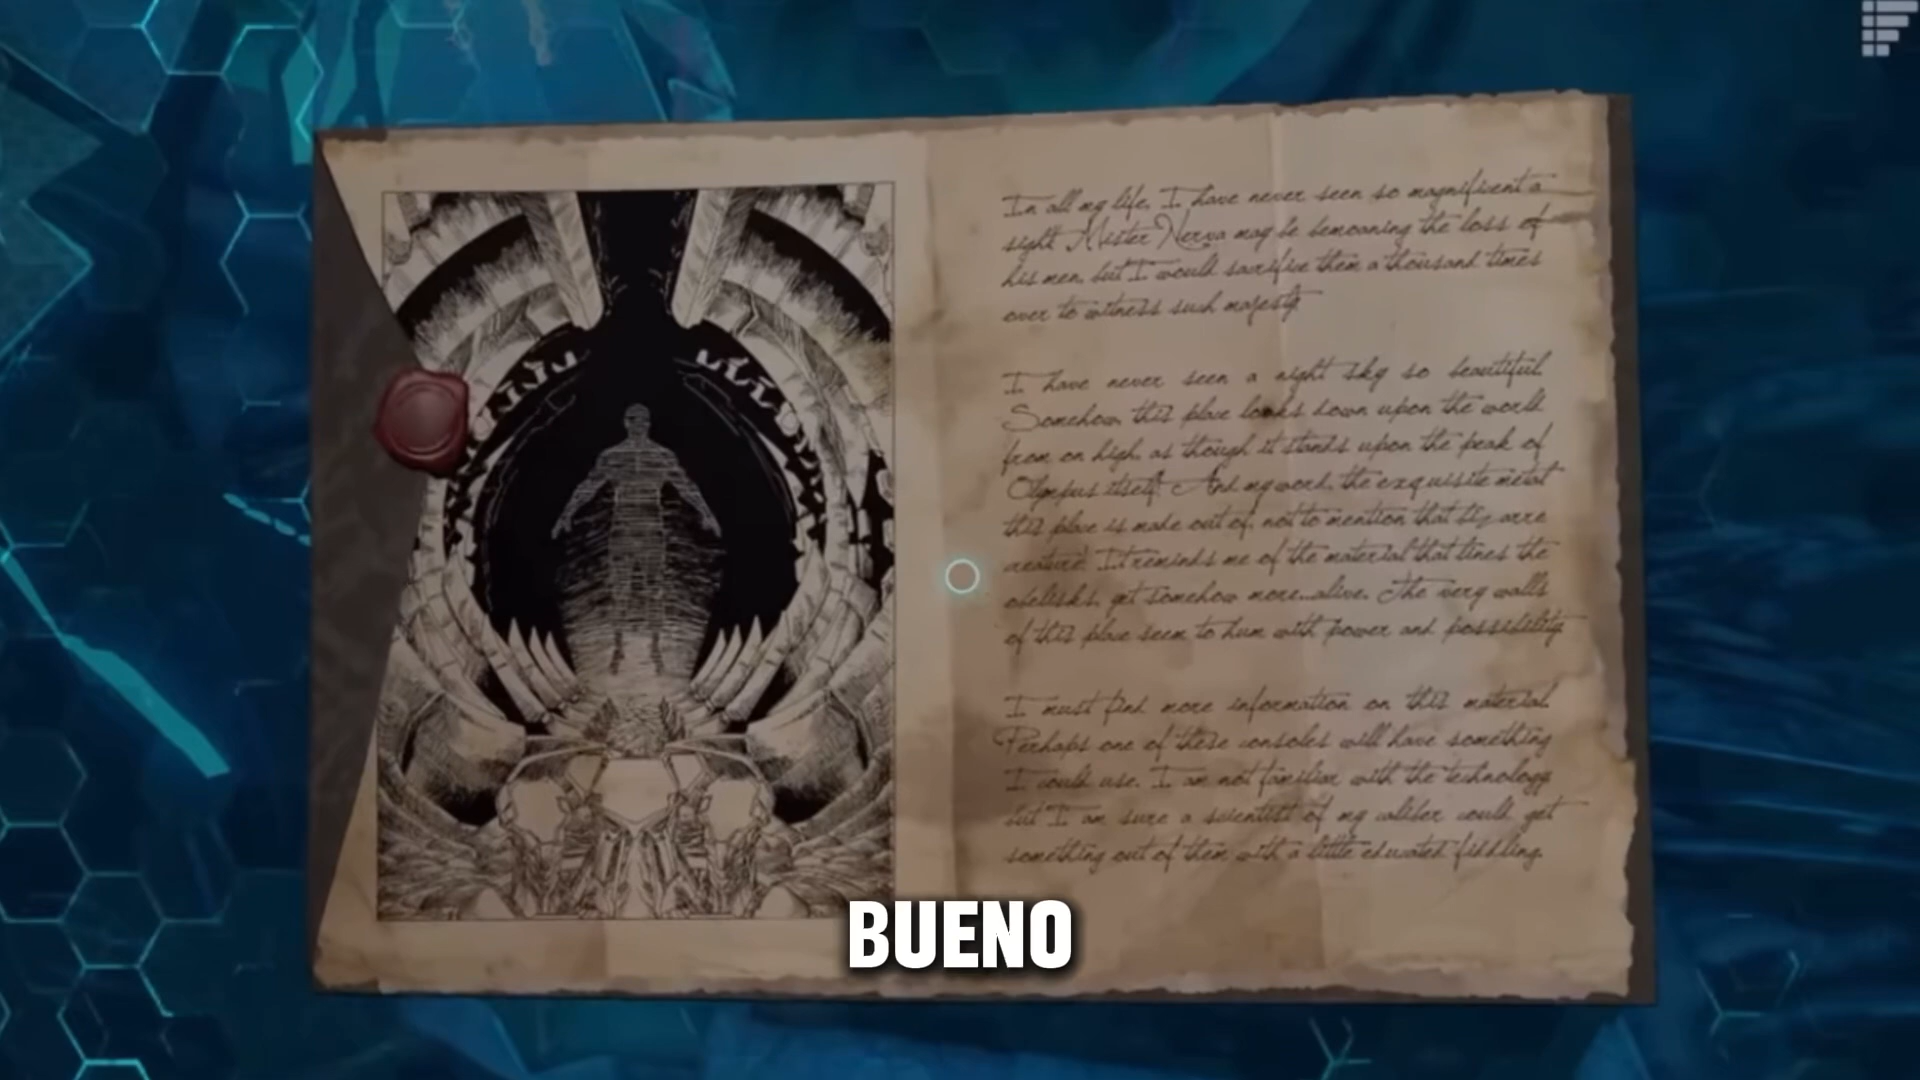 In all my life, I have never seen so magnificent a
sight. Mister Nerva may be bemoaning the loss of
his men, but I would sacrifice them a thousand times
over to witness such majesty.
I have never seen a night sky so beautiful.
Somehow, this place looks down upon the world
from on high, as though it stands upon the peak of
Olympus itself. And my word, the exquisite metal
this place is made out of, not to mention that bizarre
creature! It reminds me of the material that lines the
obelisks, yet somehow more...alive. The very walls
of this place seem to hum with power and possibility.
I must find more information on this material.
Perhaps one of these consoles will have something
I could use. I am not familiar with the technology
but I am sure a scientist of my caliber could get
something out of them with a little educated fiddling.
BUENO